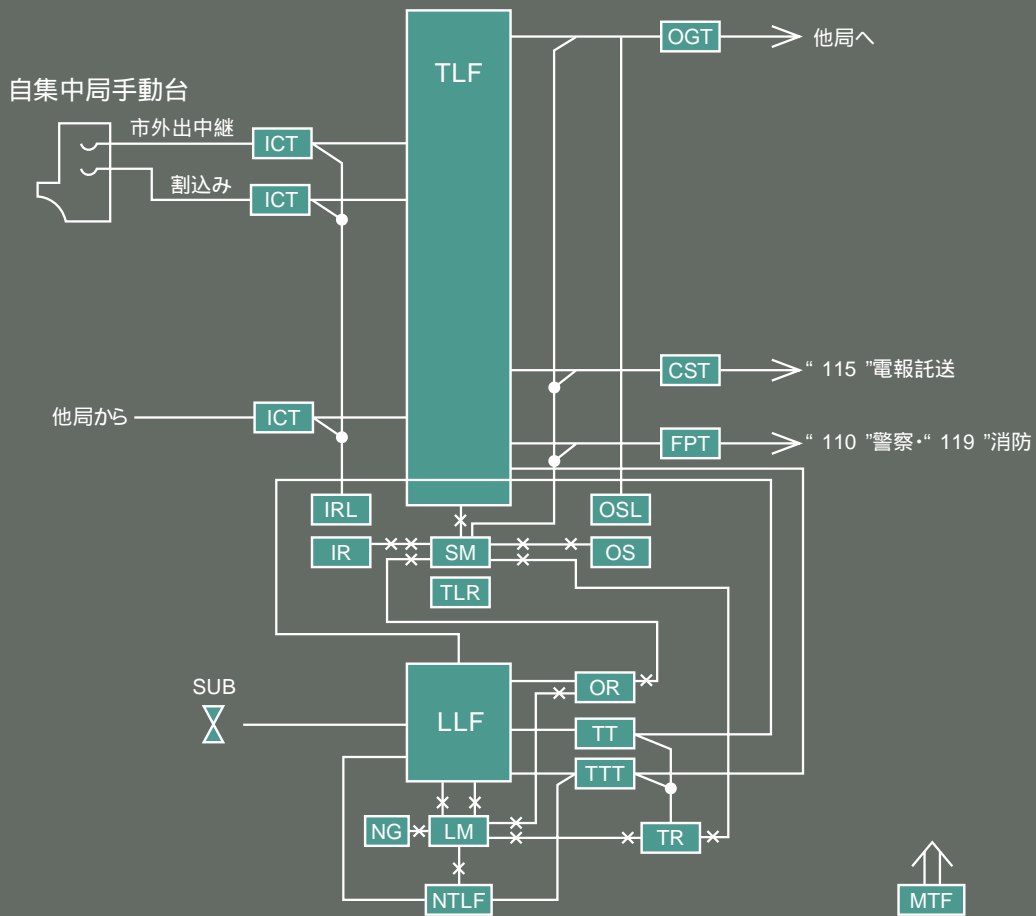 OGT
他局へ
TLF
自集中局手動台
市外出中継
ICT
割込み
ICT
CST
“ 115 ”電報託送
他局から
ICT
FPT
“ 110 ”警察・“ 119 ”消防
IRL
OSL
IR
SM
OS
TLR
SUB
LLF
OR
TT
TTT
NG
LM
TR
NTLF
MTF